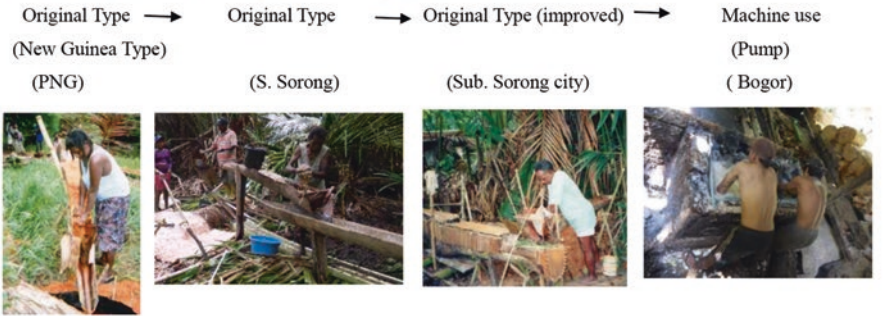 Original Type → Original Type → Original Type (improved) → Machine use
(New Guinea Type) (Pump)
(PNG) (S. Sorong) (Sub. Sorong city) ( Bogor)